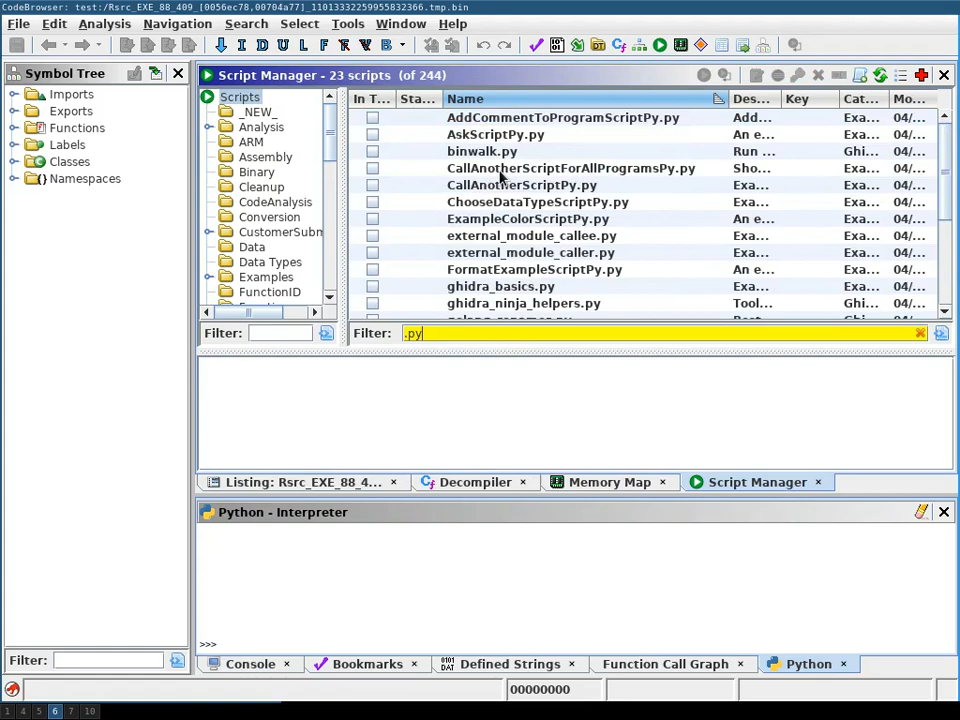 CodeBrowser: test:/Rsrc_EXE_88_409_[0056ec78,00704a77]_11013332259955832366.tmp.bin
File Edit Analysis Navigation Search Select Tools Window Help
I D U L F T V B
Symbol Tree
Imports
Exports
Functions
Labels
Classes
Namespaces
Filter:
Script Manager - 23 scripts (of 244)
Scripts
_NEW_
Analysis
ARM
Assembly
Binary
Cleanup
CodeAnalysis
Conversion
CustomerSubm
Data
Data Types
Examples
FunctionID
Filter:
In T... Sta... Name Des... Key Cat... Mo...
AddCommentToProgramScriptPy.py Add... Exa... 04/...
AskScriptPy.py An e... Exa... 04/...
binwalk.py Run ... Ghi... 04/...
CallAnotherScriptForAllProgramsPy.py Sho... Exa... 04/...
CallAnotherScriptPy.py Exa... Exa... 04/...
ChooseDataTypeScriptPy.py Exa... Exa... 04/...
ExampleColorScriptPy.py An e... Exa... 04/...
external_module_callee.py Exa... Exa... 04/...
external_module_caller.py Exa... Exa... 04/...
FormatExampleScriptPy.py An e... Exa... 04/...
ghidra_basics.py Exa... Exa... 04/...
ghidra_ninja_helpers.py Tool... Ghi... 04/...
Filter: .py
Listing: Rsrc_EXE_88_4... Decompiler Memory Map Script Manager
Python - Interpreter
>>>
Console Bookmarks Defined Strings Function Call Graph Python
00000000
1 4 5 6 7 10